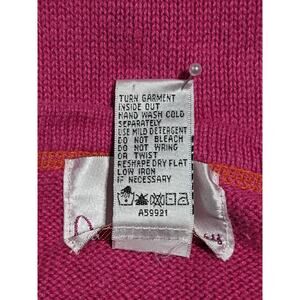 TURN GARMENT
INSIDE OUT
HAND WASH COLD
SEPARATELY
USE MILD DETERGENT
DO NOT BLEACH
DO NOT WRING
OR TWIST
RESHAPE DRY FLAT
LOW IRON
IF NECESSARY
A59921